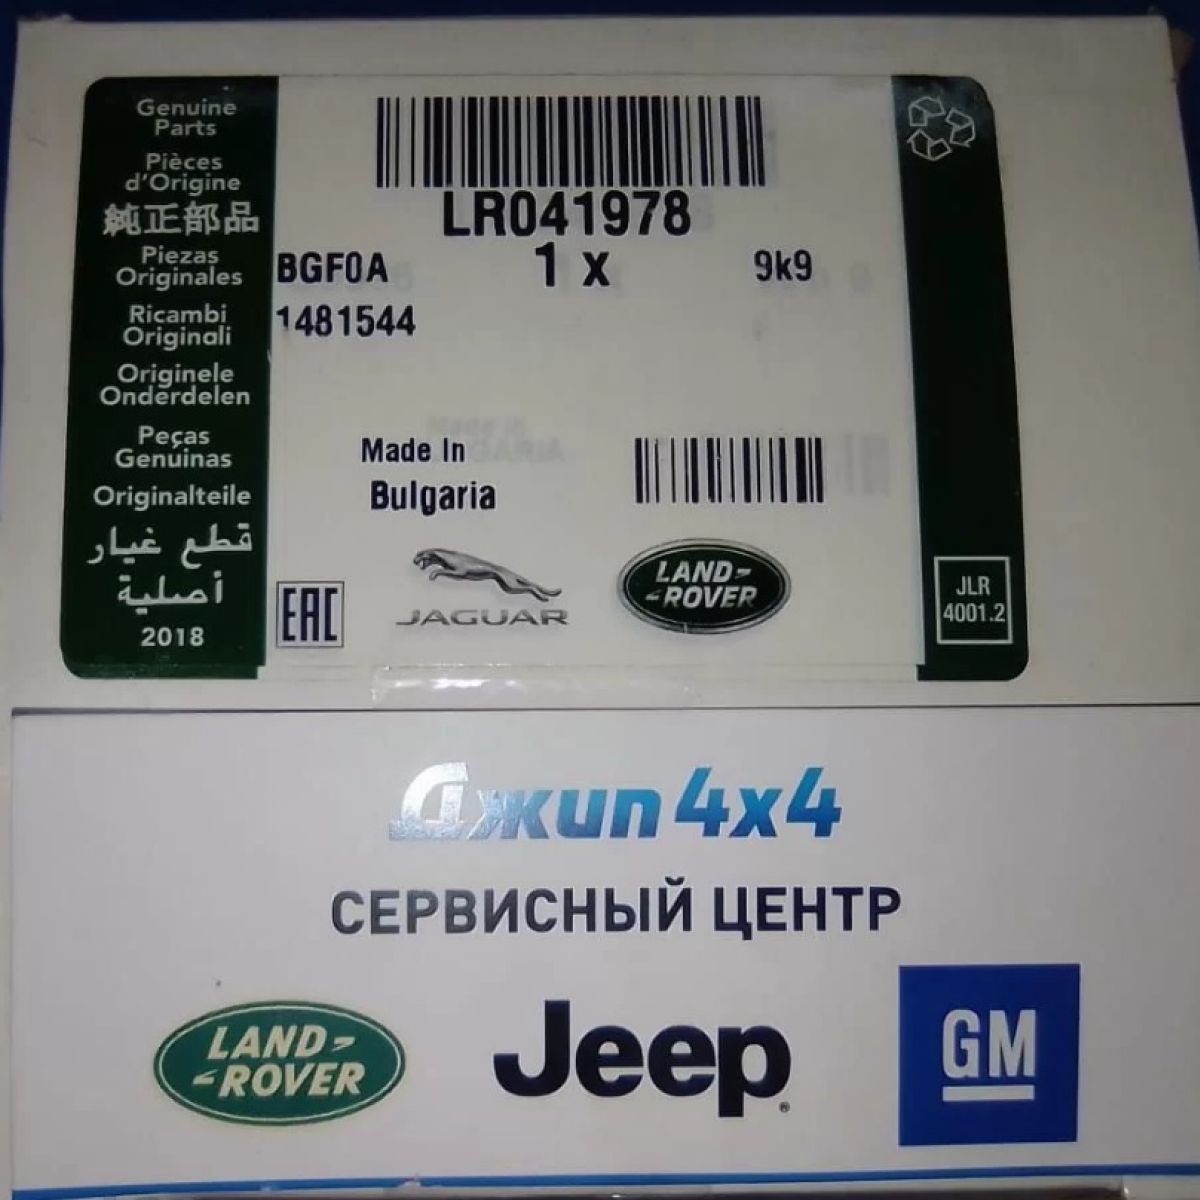 Genuine
Parts
Pièces
d'Origine
純正部品
Piezas
Originales
Ricambi
Originali
Originele
Onderdelen
Peças
Genuínas
Originalteile
قطع غيار
أصلية
2018
LR041978
BGF0A 1 x 9k9
1481544
Made In
Bulgaria
EAC
JAGUAR
LAND-
-ROVER
JLR
4001.2
Джип 4x4
СЕРВИСНЫЙ ЦЕНТР
LAND-
-ROVER
Jeep®
GM